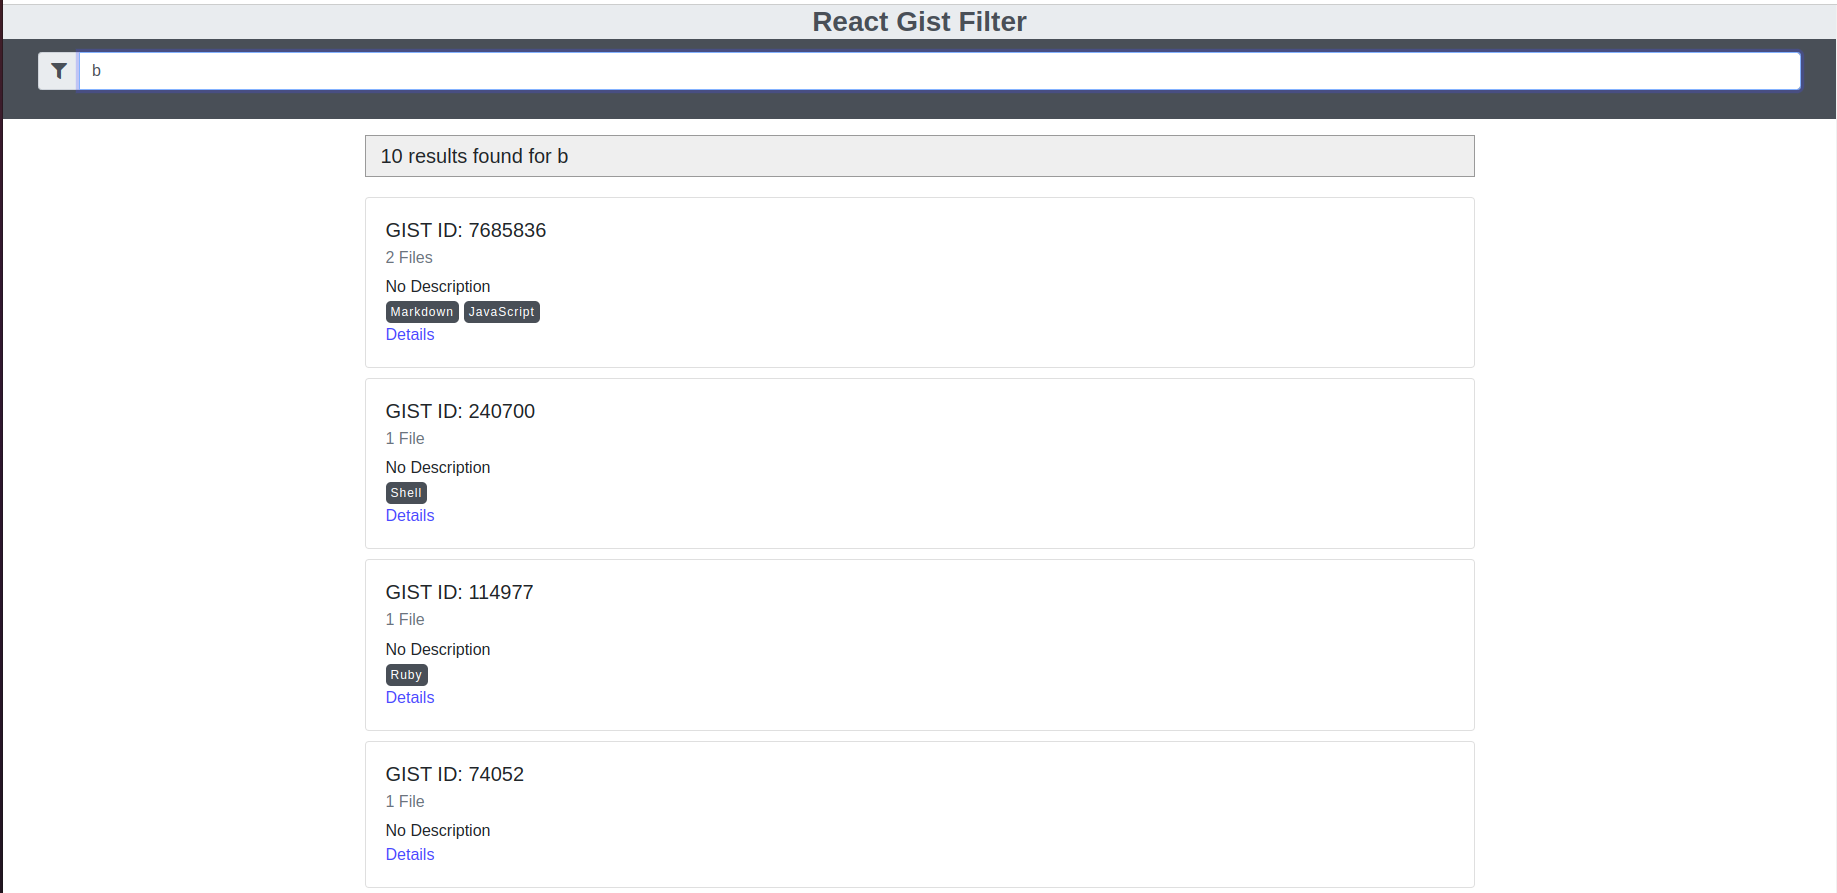 React Gist Filter
b
10 results found for b
GIST ID: 7685836
2 Files
No Description
Markdown JavaScript
Details
GIST ID: 240700
1 File
No Description
Shell
Details
GIST ID: 114977
1 File
No Description
Ruby
Details
GIST ID: 74052
1 File
No Description
Details